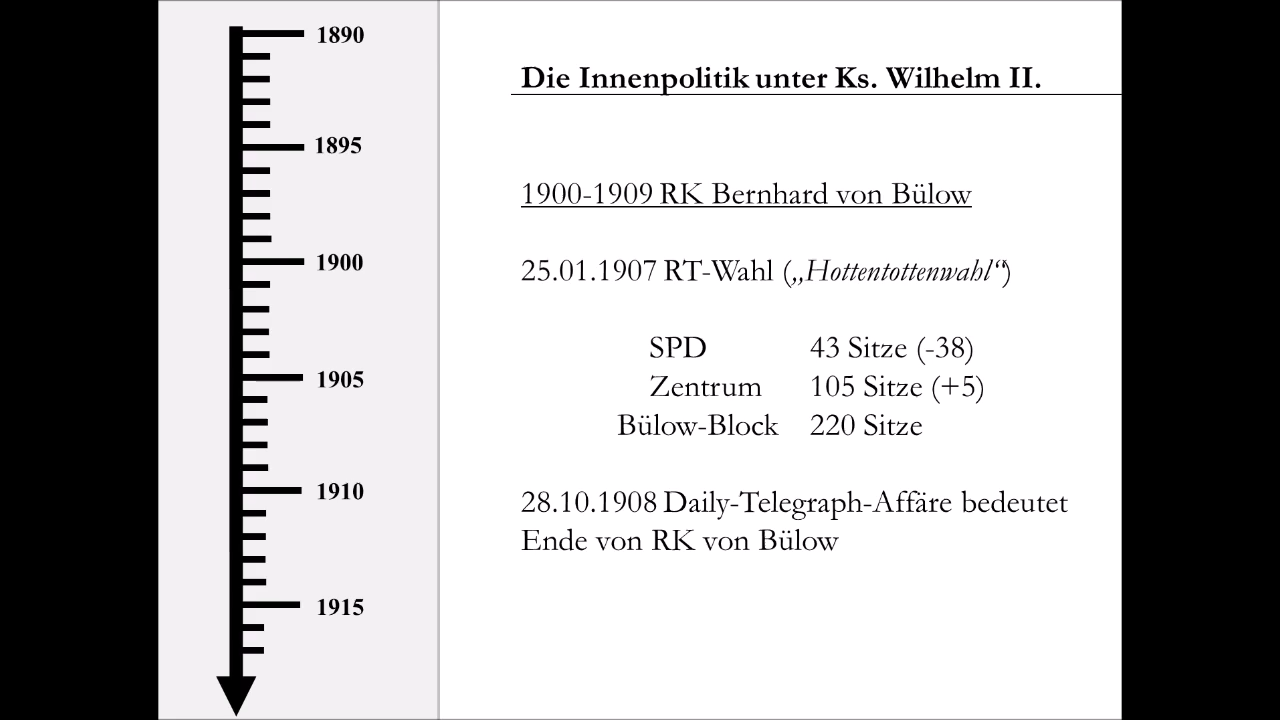 1890
1895
1900
1905
1910
1915
Die Innenpolitik unter Ks. Wilhelm II.
1900-1909 RK Bernhard von Bülow
25.01.1907 RT-Wahl („Hottentottenwahl“)
SPD 43 Sitze (-38)
Zentrum 105 Sitze (+5)
Bülow-Block 220 Sitze
28.10.1908 Daily-Telegraph-Affäre bedeutet
Ende von RK von Bülow